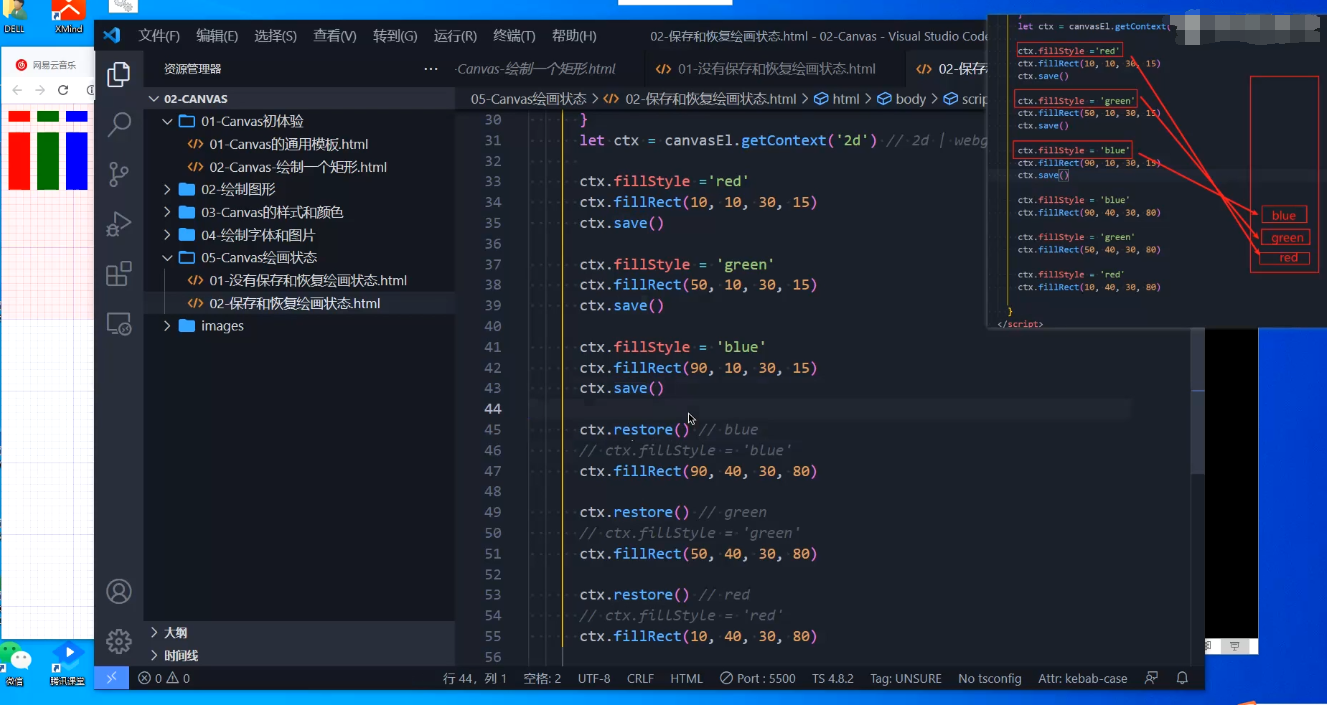 DELL
XMind
网易云音乐
文件(F) 编辑(E) 选择(S) 查看(V) 转到(G) 运行(R) 终端(T) 帮助(H)
02-保存和恢复绘画状态.html - 02-Canvas - Visual Studio Code
资源管理器
···
-Canvas-绘制一个矩形.html
01-没有保存和恢复绘画状态.html
02-保存
02-CANVAS
01-Canvas初体验
01-Canvas的通用模板.html
02-Canvas-绘制一个矩形.html
02-绘制图形
03-Canvas的样式和颜色
04-绘制字体和图片
05-Canvas绘画状态
01-没有保存和恢复绘画状态.html
02-保存和恢复绘画状态.html
images
大纲
时间线
05-Canvas绘画状态 > 02-保存和恢复绘画状态.html > html > body > scrip
30 }
31 let ctx = canvasEl.getContext('2d') // 2d | webg
32
33 ctx.fillStyle ='red'
34 ctx.fillRect(10, 10, 30, 15)
35 ctx.save()
36
37 ctx.fillStyle = 'green'
38 ctx.fillRect(50, 10, 30, 15)
39 ctx.save()
40
41 ctx.fillStyle = 'blue'
42 ctx.fillRect(90, 10, 30, 15)
43 ctx.save()
44
45 ctx.restore() // blue
46 // ctx.fillStyle = 'blue'
47 ctx.fillRect(90, 40, 30, 80)
48
49 ctx.restore() // green
50 // ctx.fillStyle = 'green'
51 ctx.fillRect(50, 40, 30, 80)
52
53 ctx.restore() // red
54 // ctx.fillStyle = 'red'
55 ctx.fillRect(10, 40, 30, 80)
56
let ctx = canvasEl.getContext(
ctx.fillStyle ='red'
ctx.fillRect(10, 10, 30, 15)
ctx.save()
ctx.fillStyle = 'green'
ctx.fillRect(50, 10, 30, 15)
ctx.save()
ctx.fillStyle = 'blue'
ctx.fillRect(90, 10, 30, 15)
ctx.save()
ctx.fillStyle = 'blue'
ctx.fillRect(90, 40, 30, 80)
ctx.fillStyle = 'green'
ctx.fillRect(50, 40, 30, 80)
ctx.fillStyle = 'red'
ctx.fillRect(10, 40, 30, 80)
}
</script>
blue
green
red
微信
腾讯课堂
0 0
行 44，列 1 空格: 2 UTF-8 CRLF HTML Port : 5500 TS 4.8.2 Tag: UNSURE No tsconfig Attr: kebab-case